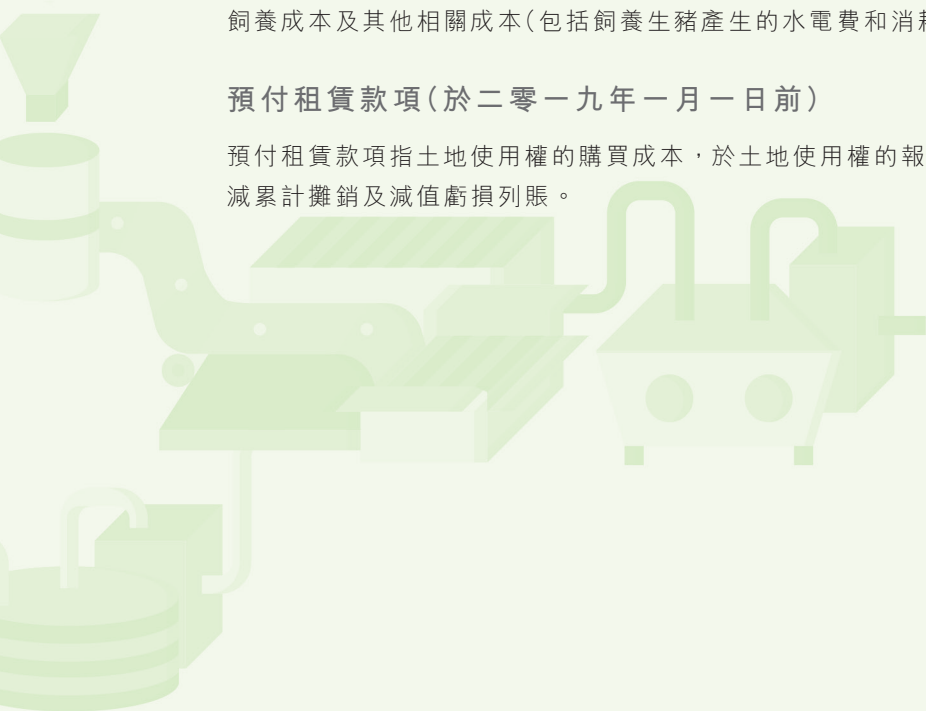 飼養成本及其他相關成本(包括飼養生豬產生的水電費和消
預付租賃款項(於二零一九年一月一日前)
預付租賃款項指土地使用權的購買成本,於土地使用權的報
減累計攤銷及減值虧損列賬。